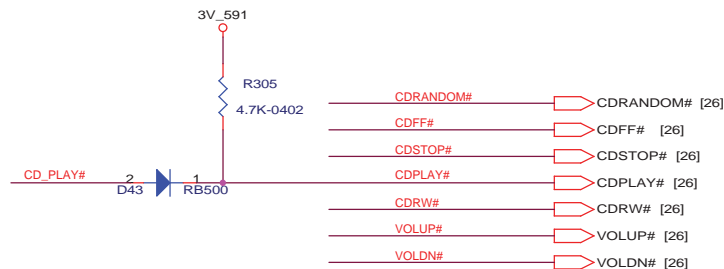 3V_591
R305
4.7K-0402
CDRANDOM# CDRANDOM# [26]
CDFF# CDFF# [26]
CDSTOP# CDSTOP# [26]
CD_PLAY# 2 1 CDPLAY# CDPLAY# [26]
D43 RB500
CDRW# CDRW# [26]
VOLUP# VOLUP# [26]
VOLDN# VOLDN# [26]